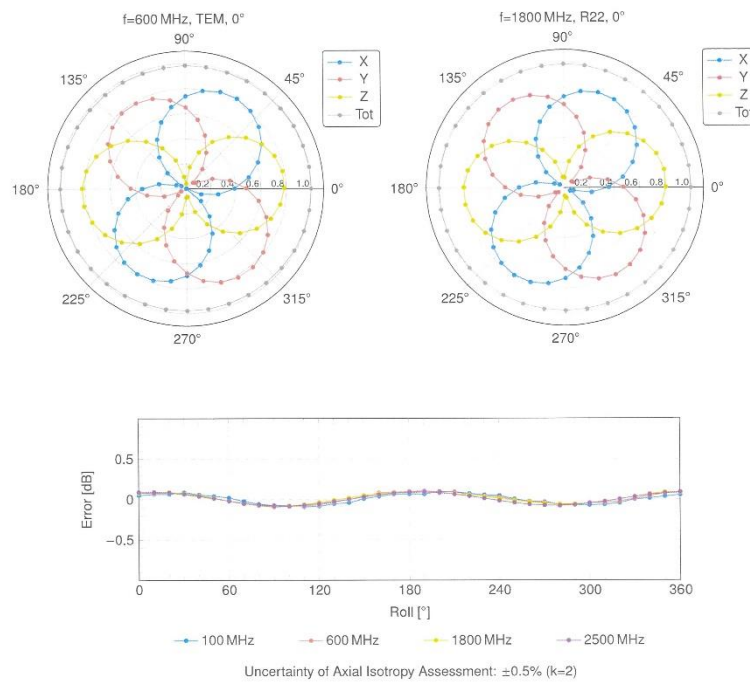 f=600 MHz, TEM, 0°
90°
135°
45°
X
Y
Z
Tot
180°
0.2 0.4 0.6 0.8 1.0
0°
225°
315°
270°
f=1800 MHz, R22, 0°
90°
135°
45°
X
Y
Z
Tot
180°
0.2 0.4 0.6 0.8 1.0
0°
225°
315°
270°
0.5
0
−0.5
Error [dB]
0 60 120 180 240 300 360
Roll [°]
100 MHz 600 MHz 1800 MHz 2500 MHz
Uncertainty of Axial Isotropy Assessment: ±0.5% (k=2)